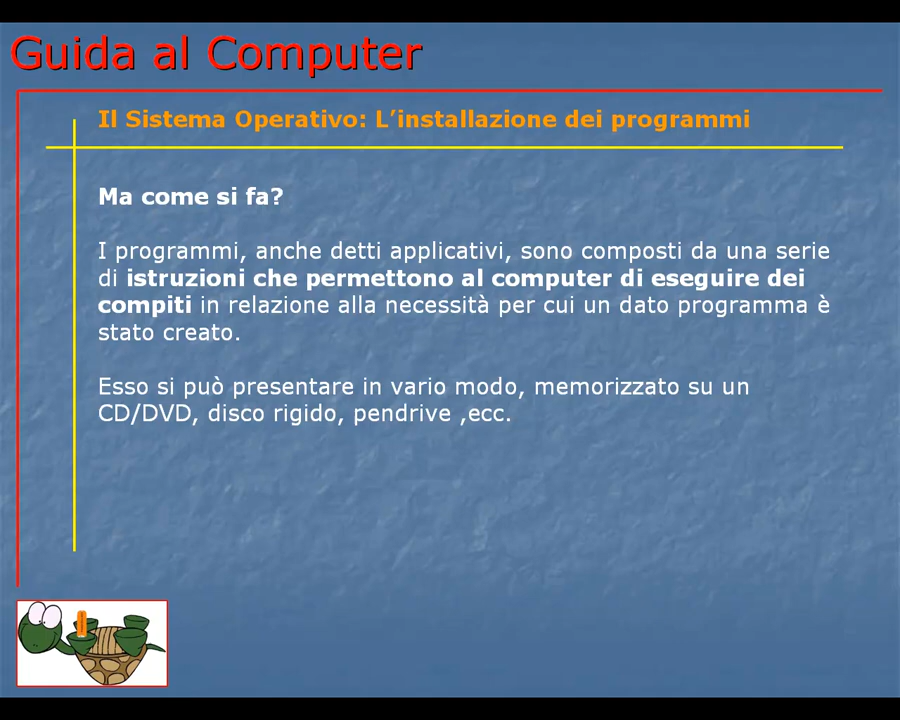 Guida al Computer
Il Sistema Operativo: L’installazione dei programmi
Ma come si fa?
I programmi, anche detti applicativi, sono composti da una serie
di istruzioni che permettono al computer di eseguire dei
compiti in relazione alla necessità per cui un dato programma è
stato creato.
Esso si può presentare in vario modo, memorizzato su un
CD/DVD, disco rigido, pendrive ,ecc.